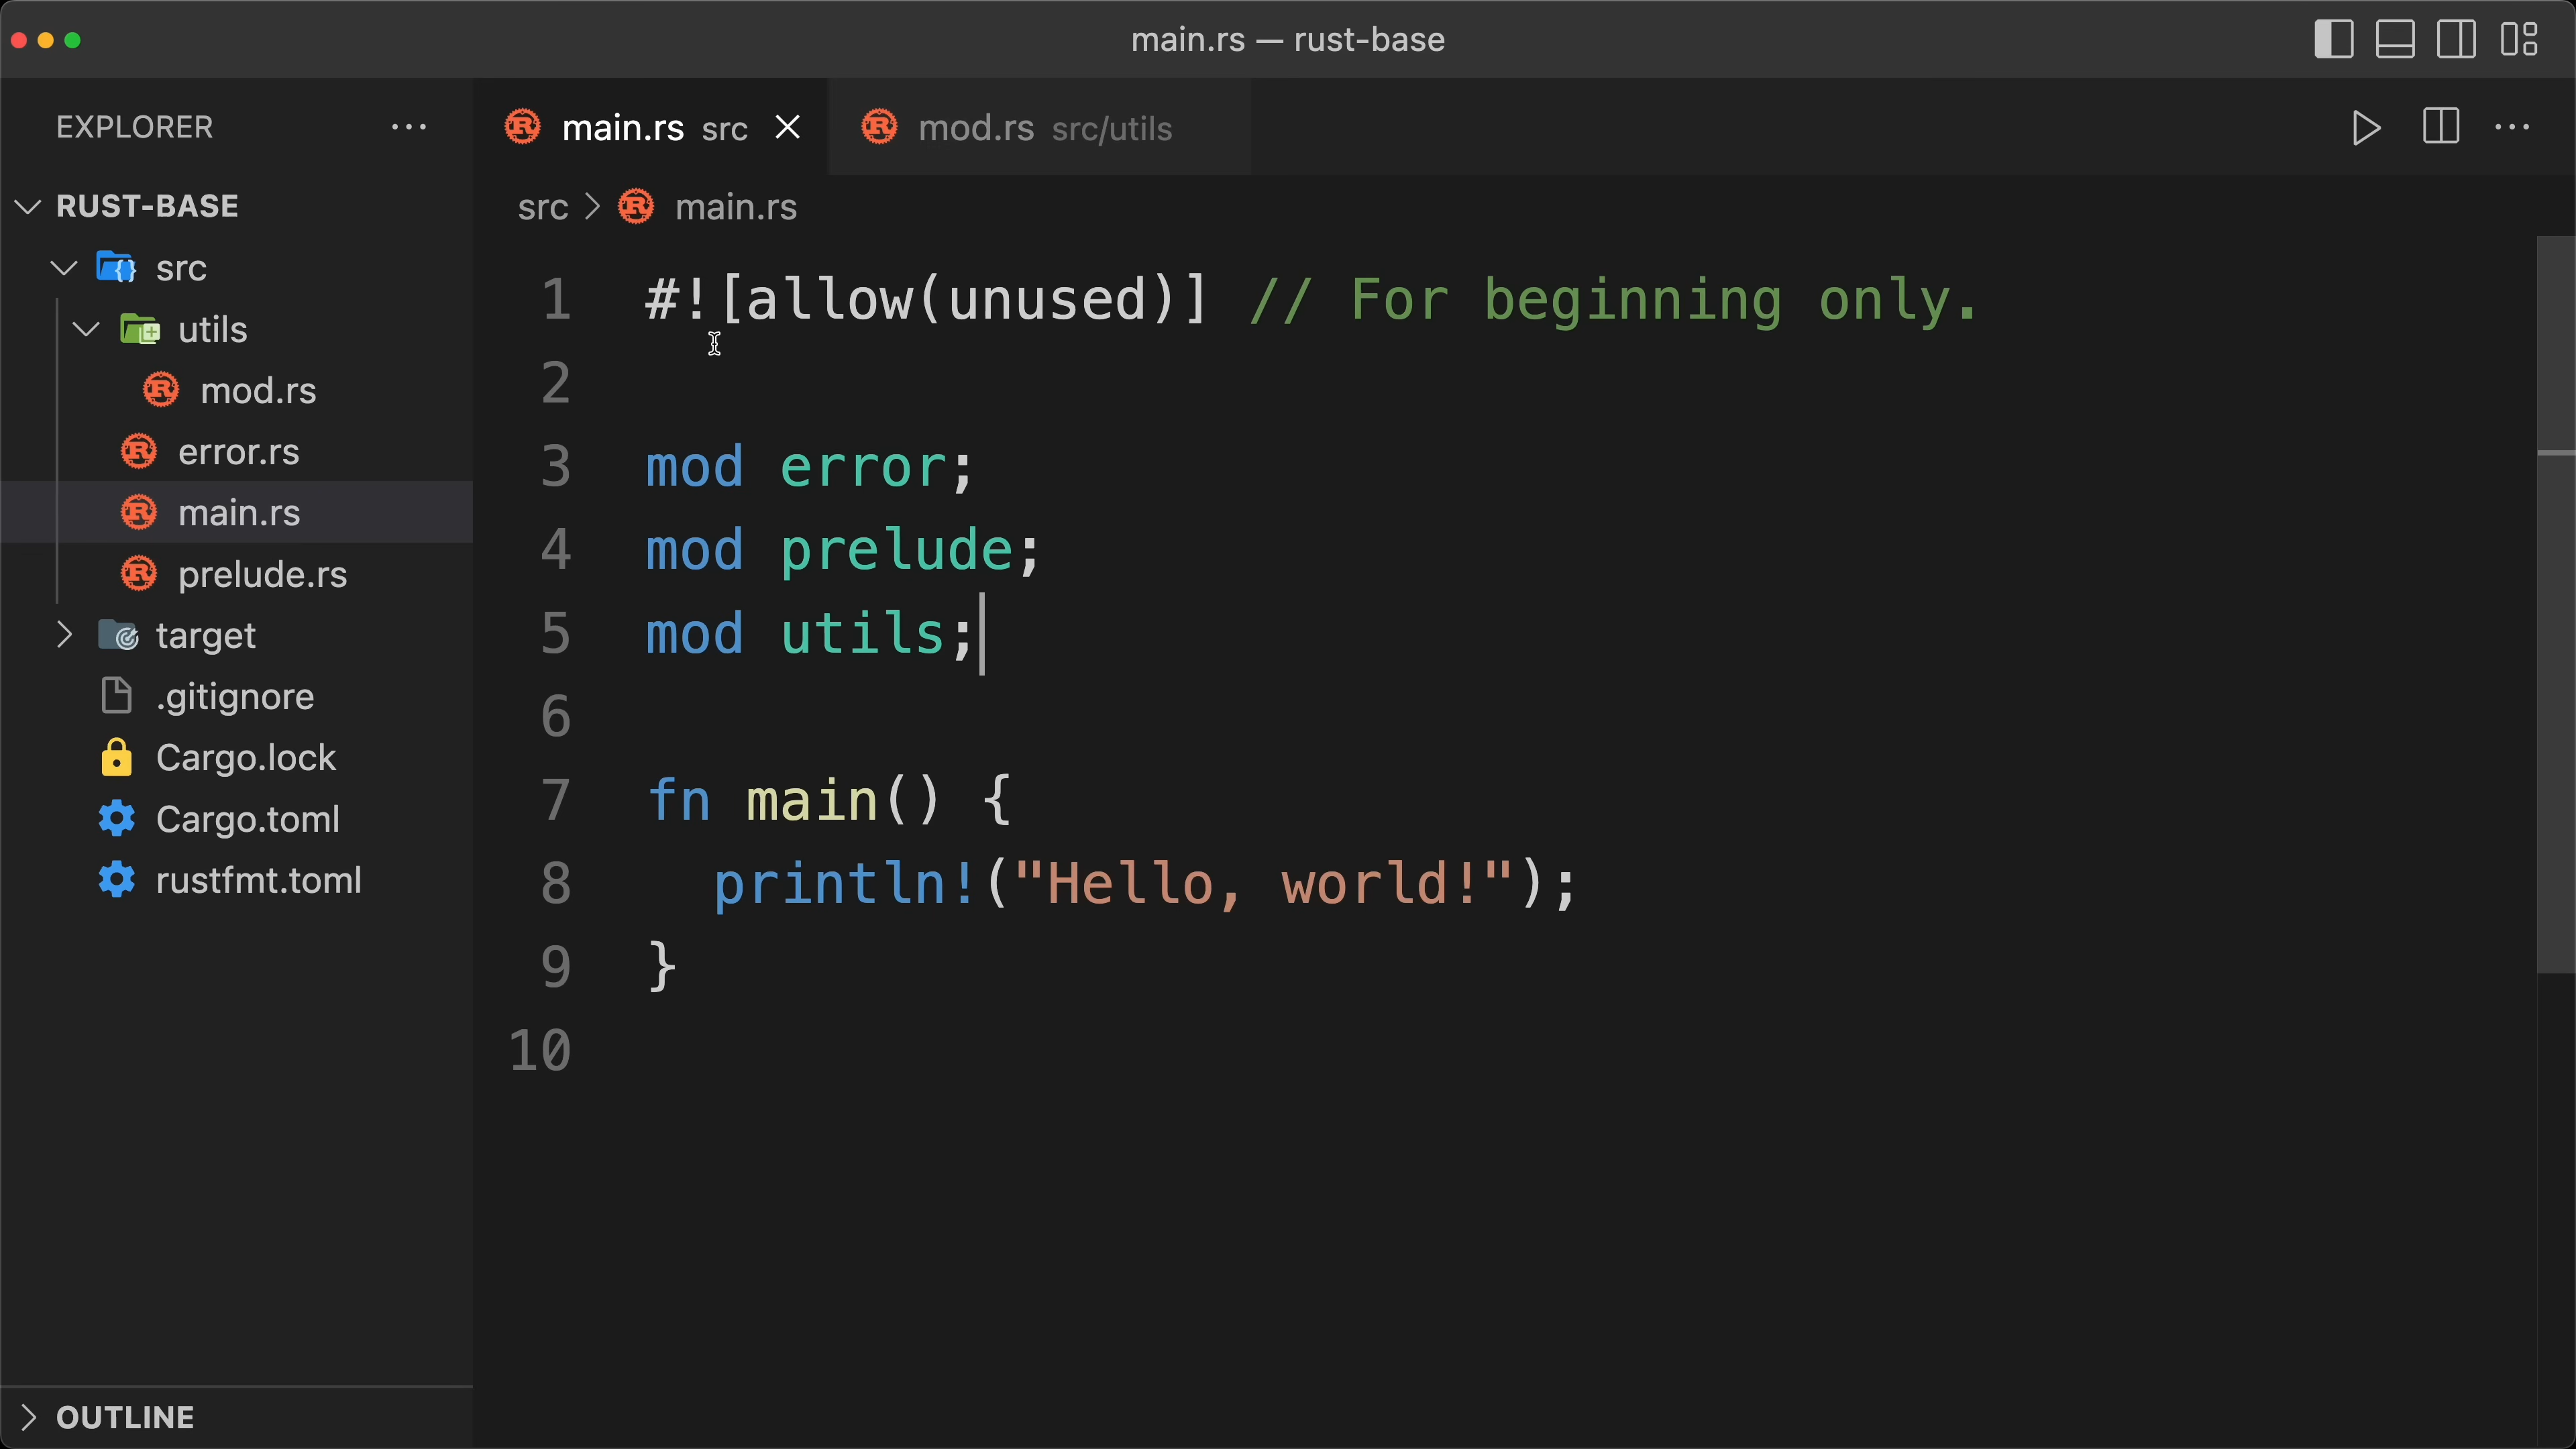 main.rs — rust-base
EXPLORER
RUST-BASE
src
utils
mod.rs
error.rs
main.rs
prelude.rs
target
.gitignore
Cargo.lock
Cargo.toml
rustfmt.toml
OUTLINE
main.rs src
mod.rs src/utils
src > main.rs
1 #![allow(unused)] // For beginning only.
2
3 mod error;
4 mod prelude;
5 mod utils;
6
7 fn main() {
8   println!("Hello, world!");
9 }
10